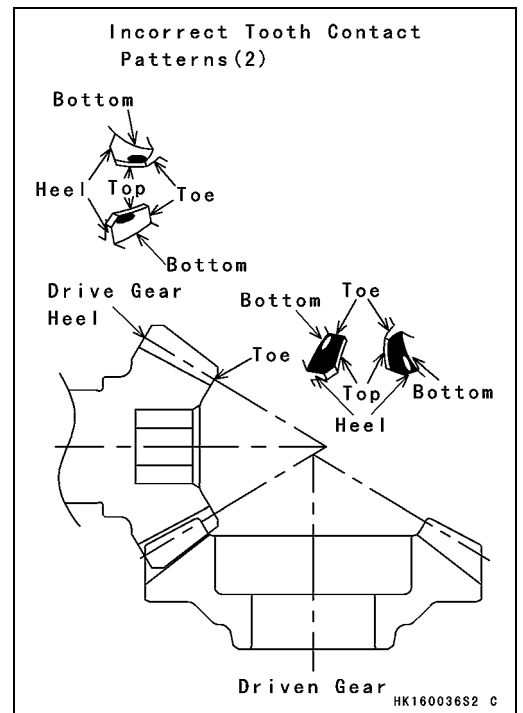 Incorrect Tooth Contact
Patterns(2)
Bottom
Heel
Top
Toe
Bottom
Drive Gear
Heel
Toe
Bottom
Toe
Top
Bottom
Heel
Driven Gear
HK160036S2 C